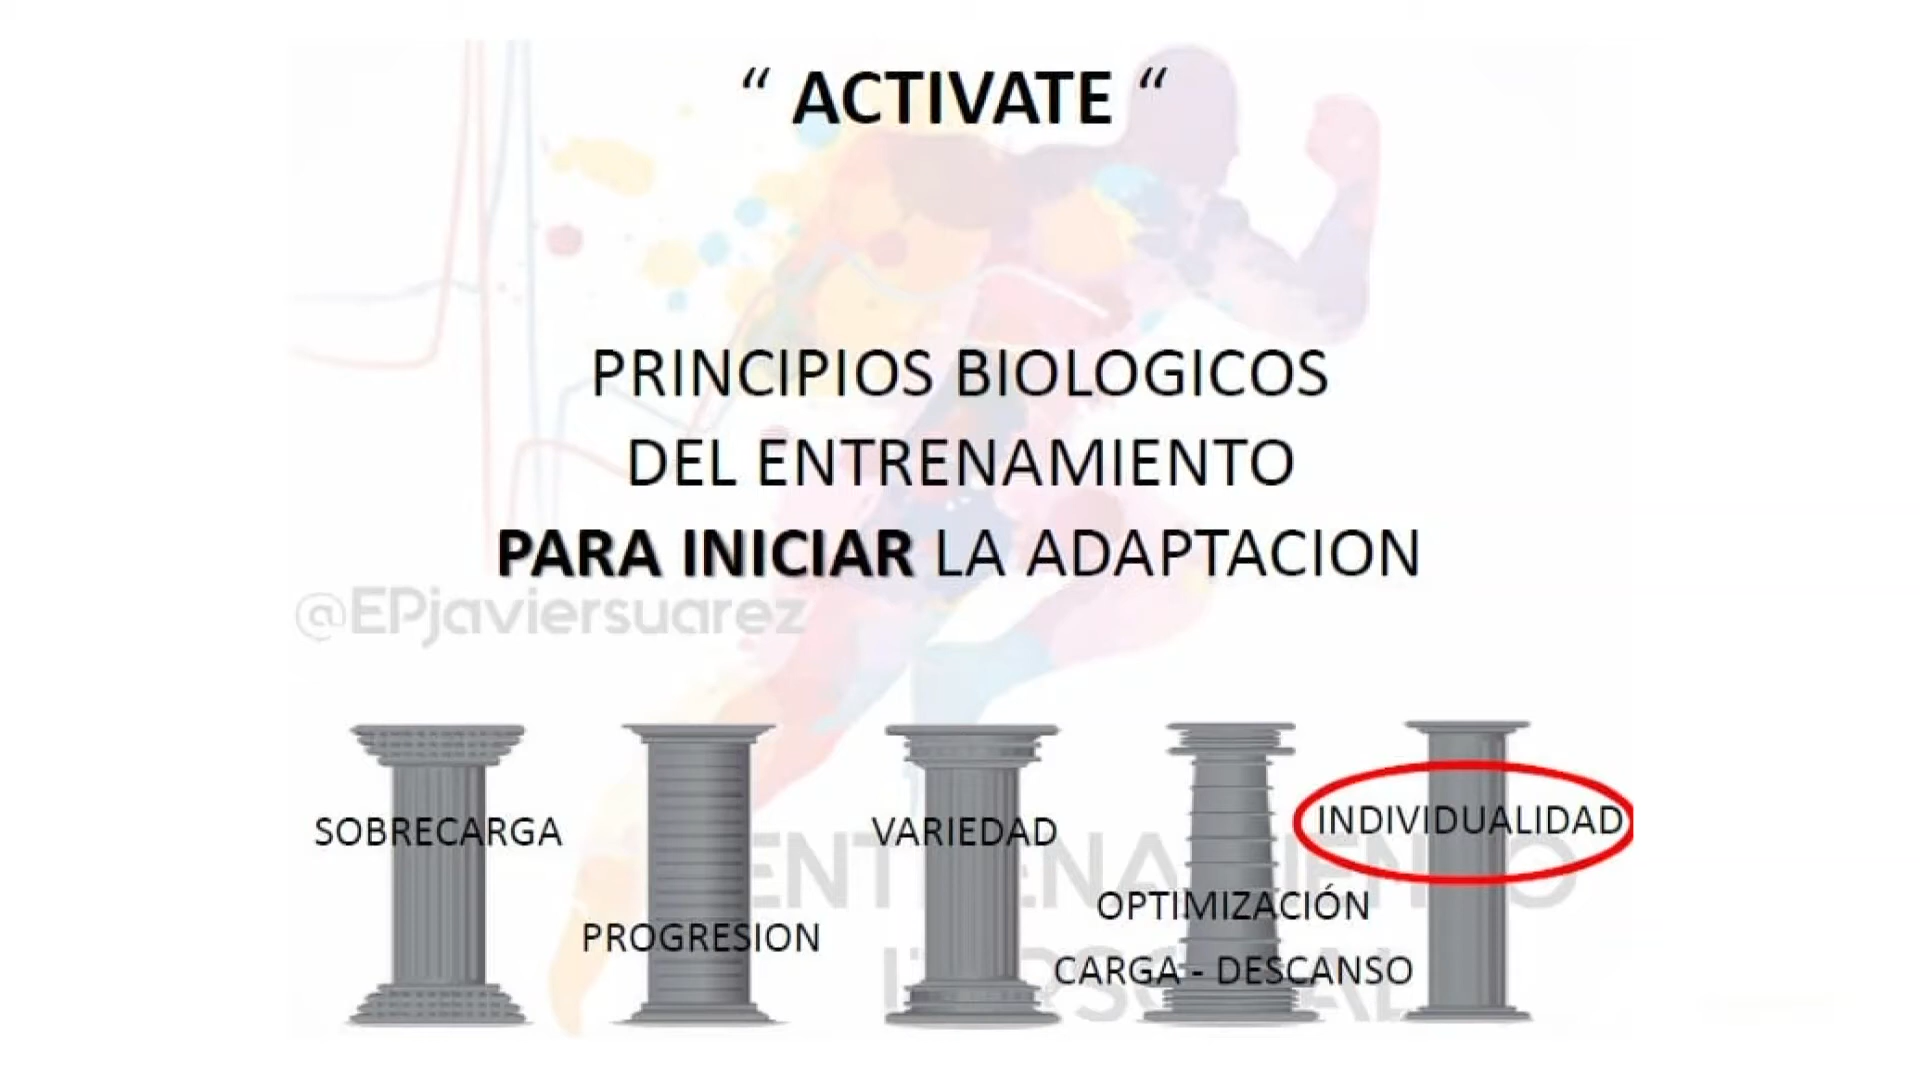 “ ACTIVATE “
PRINCIPIOS BIOLOGICOS
DEL ENTRENAMIENTO
PARA INICIAR LA ADAPTACION
@EPjaviersuarez
SOBRECARGA
PROGRESION
VARIEDAD
OPTIMIZACIÓN
CARGA - DESCANSO
INDIVIDUALIDAD